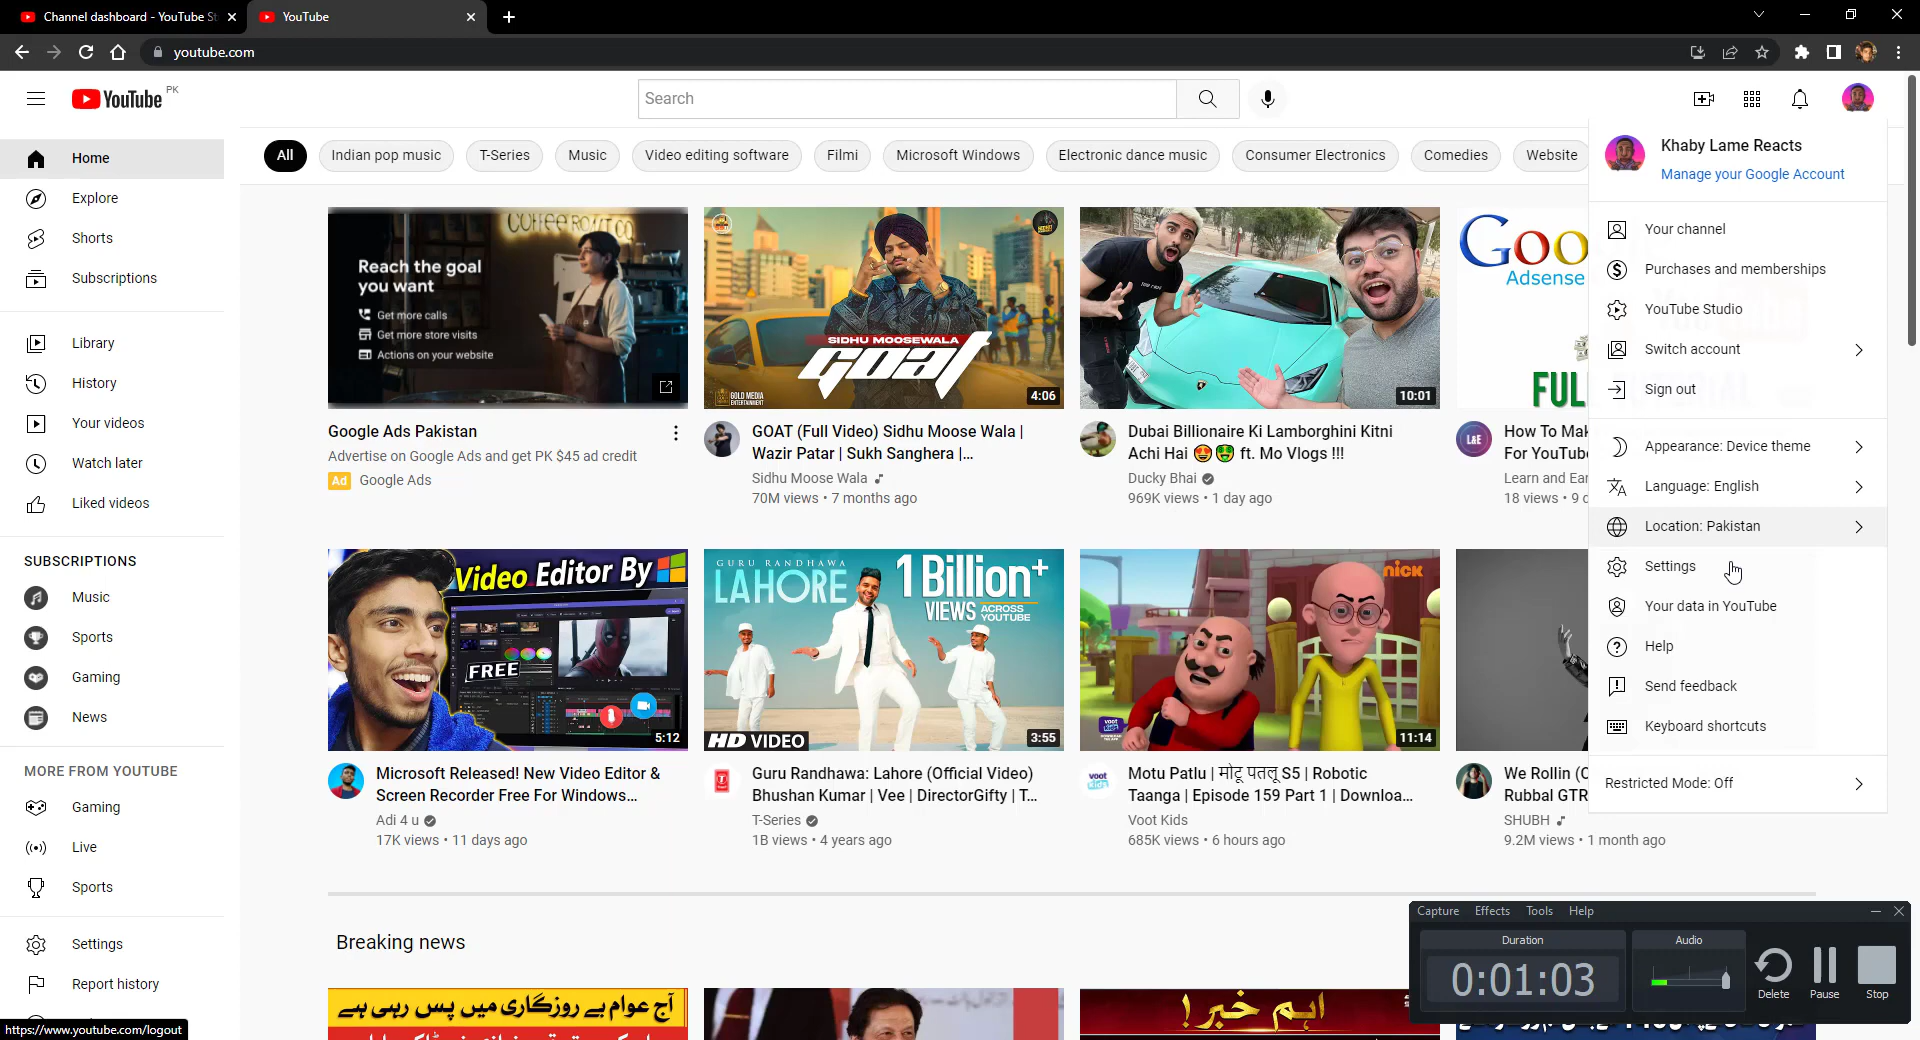 Channel dashboard - YouTube St
YouTube
youtube.com
YouTube PK
Search
Home
Explore
Shorts
Subscriptions
Library
History
Your videos
Watch later
Liked videos
SUBSCRIPTIONS
Music
Sports
Gaming
News
MORE FROM YOUTUBE
Gaming
Live
Sports
Settings
Report history
https://www.youtube.com/logout
All
Indian pop music
T-Series
Music
Video editing software
Filmi
Microsoft Windows
Electronic dance music
Consumer Electronics
Comedies
Website
COFFEE ROAST CO
Reach the goal
you want
Get more calls
Get more store visits
Actions on your website
Google Ads Pakistan
Advertise on Google Ads and get PK $45 ad credit
Ad Google Ads
SIDHU MOOSEWALA
GOAT
GOLD MEDIA
ENTERTAINMENT
4:06
GOAT (Full Video) Sidhu Moose Wala |
Wazir Patar | Sukh Sanghera |...
Sidhu Moose Wala
70M views • 7 months ago
10:01
Dubai Billionaire Ki Lamborghini Kitni
Achi Hai 😍🤑 ft. Mo Vlogs !!!
Ducky Bhai
969K views • 1 day ago
Goo
Adsense
FUL
L&E
How To Mak
For YouTube
Learn and Ear
18 views • 9 d
Video Editor By
FREE
5:12
Microsoft Released! New Video Editor &
Screen Recorder Free For Windows...
Adi 4 u
17K views • 11 days ago
GURU RANDHAWA
LAHORE
1 Billion+
VIEWS ACROSS
YOUTUBE
HD VIDEO
3:55
Guru Randhawa: Lahore (Official Video)
Bhushan Kumar | Vee | DirectorGifty | T...
T-Series
1B views • 4 years ago
nick
voot
kids
11:14
voot
kids
Motu Patlu | मोटू पतलू S5 | Robotic
Taanga | Episode 159 Part 1 | Downloa...
Voot Kids
685K views • 6 hours ago
We Rollin (O
Rubbal GTR
SHUBH
9.2M views • 1 month ago
Breaking news
آج عوام بے روزگاری میں پس رہی ہے
اہم خبر!
Khaby Lame Reacts
Manage your Google Account
Your channel
Purchases and memberships
YouTube Studio
Switch account
Sign out
Appearance: Device theme
Language: English
Location: Pakistan
Settings
Your data in YouTube
Help
Send feedback
Keyboard shortcuts
Restricted Mode: Off
Capture Effects Tools Help
Duration
0:01:03
Audio
Delete
Pause
Stop